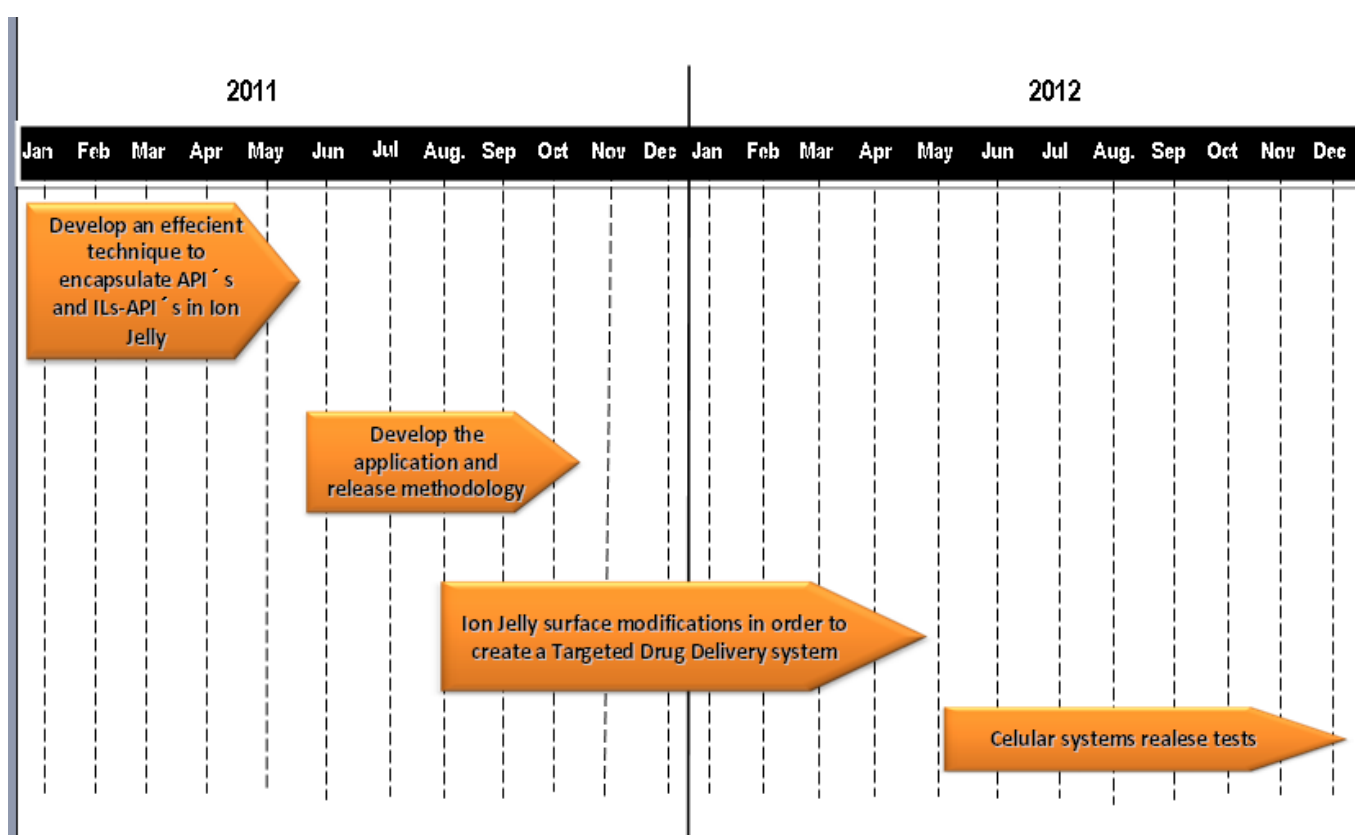 2011 2012
Jan Feb Mar Apr May Jun Jul Aug. Sep Oct Nov Dec Jan Feb Mar Apr May Jun Jul Aug. Sep Oct Nov Dec
Develop an effecient
technique to
encapsulate API´s
and ILs-API´s in Ion
Jelly
Develop the
application and
release methodology
Ion Jelly surface modifications in order to
create a Targeted Drug Delivery system
Celular systems realese tests